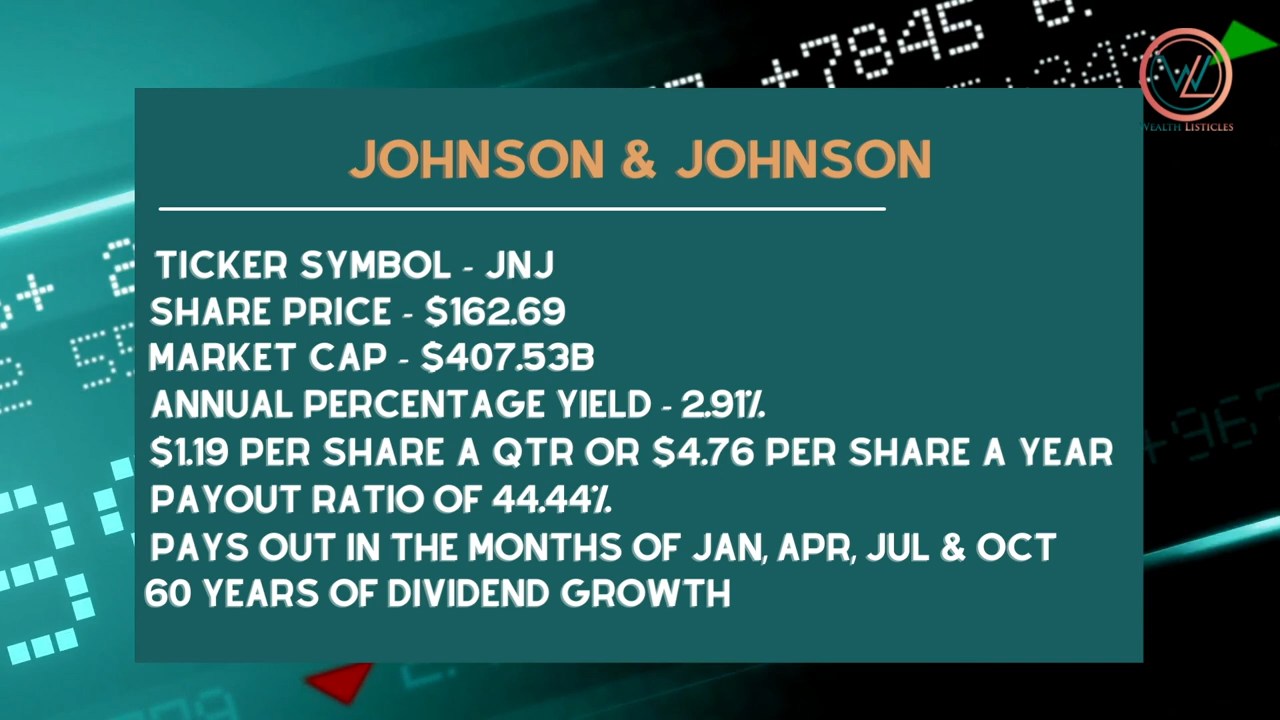 +7845
WEALTH LISTICLES
JOHNSON & JOHNSON
TICKER SYMBOL - JNJ
SHARE PRICE - $162.69
MARKET CAP - $407.53B
ANNUAL PERCENTAGE YIELD - 2.91%
$1.19 PER SHARE A QTR OR $4.76 PER SHARE A YEAR
PAYOUT RATIO OF 44.44%
PAYS OUT IN THE MONTHS OF JAN, APR, JUL & OCT
60 YEARS OF DIVIDEND GROWTH